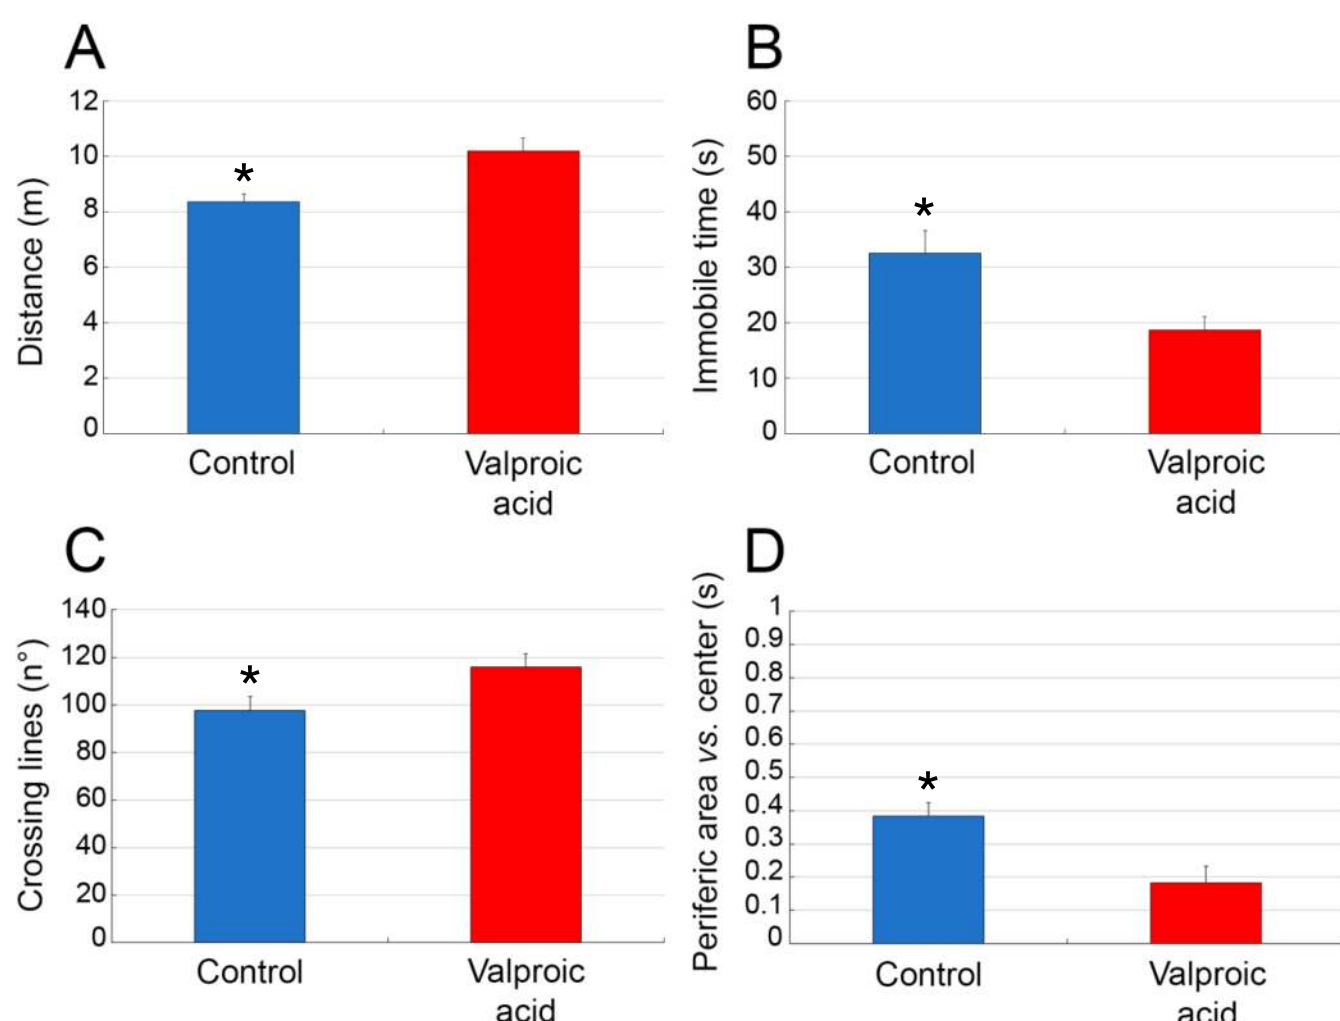 A
12
10
8
6
4
2
0
Distance (m)
*
Control
Valproic
acid
B
60
50
40
30
20
10
0
Immobile time (s)
*
Control
Valproic
acid
C
140
120
100
80
60
40
20
0
Crossing lines (n°)
*
Control
Valproic
acid
D
1
0.9
0.8
0.7
0.6
0.5
0.4
0.3
0.2
0.1
0
Periferic area vs. center (s)
*
Control
Valproic
acid